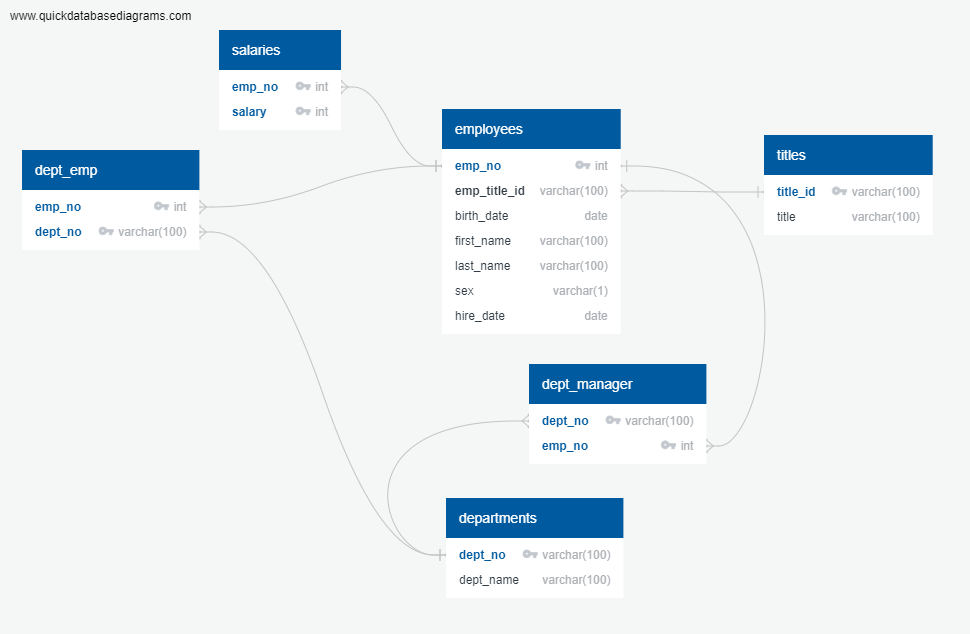 www.quickdatabasediagrams.com
salaries
emp_no int
salary int
employees
emp_no int
emp_title_id varchar(100)
birth_date date
first_name varchar(100)
last_name varchar(100)
sex varchar(1)
hire_date date
titles
title_id varchar(100)
title varchar(100)
dept_emp
emp_no int
dept_no varchar(100)
dept_manager
dept_no varchar(100)
emp_no int
departments
dept_no varchar(100)
dept_name varchar(100)